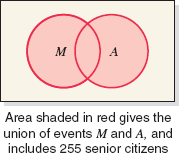 M A
Area shaded in red gives the
union of events M and A, and
includes 255 senior citizens